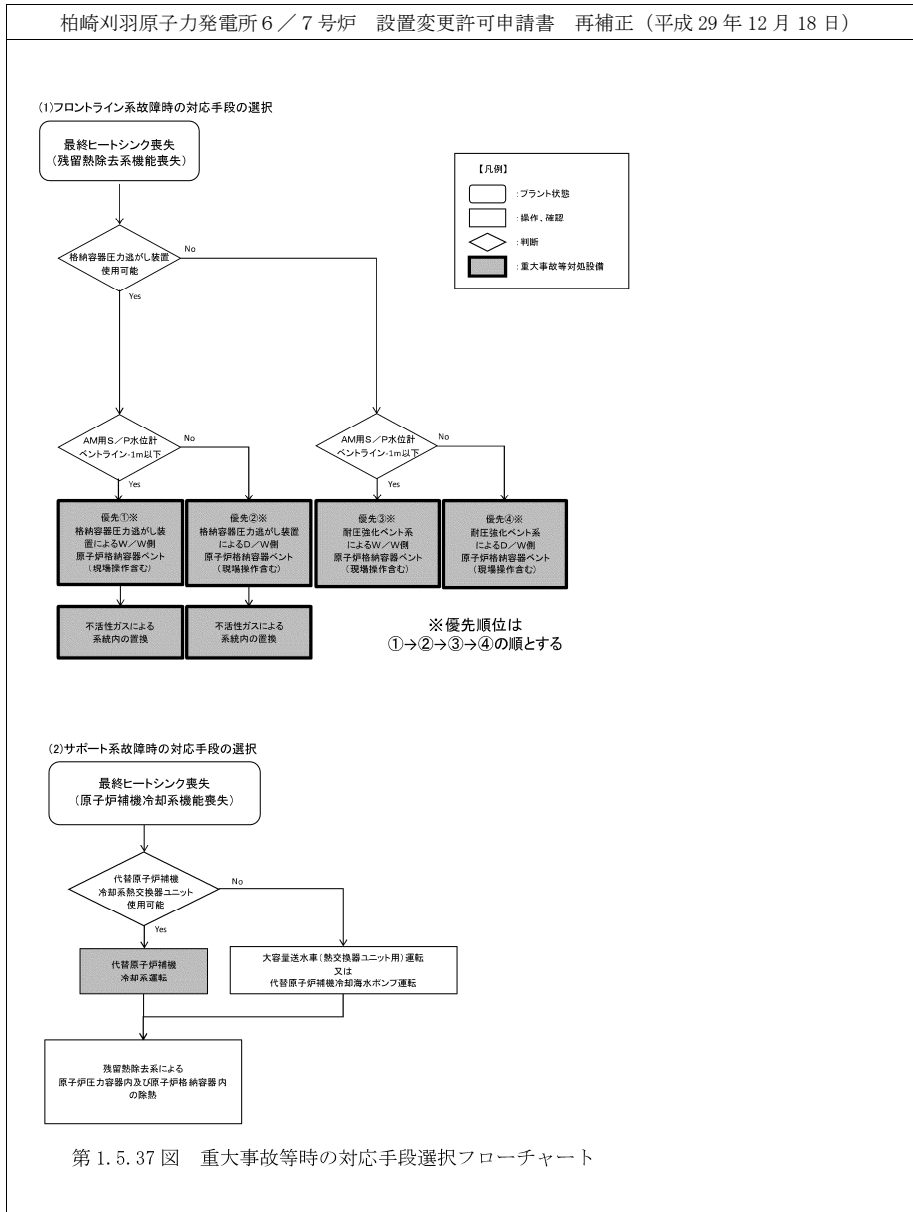 柏崎刈羽原子力発電所６／７号炉　設置変更許可申請書　再補正（平成 29 年 12 月 18 日）
(1)フロントライン系故障時の対応手段の選択
最終ヒートシンク喪失
(残留熱除去系機能喪失)
【凡例】
:プラント状態
:操作、確認
:判断
:重大事故等対処設備
格納容器圧力逃がし装置
使用可能
No
Yes
AM用S／P水位計
ベントライン-1m以下
No
Yes
AM用S／P水位計
ベントライン-1m以下
No
Yes
優先①※
格納容器圧力逃がし装
置によるW／W側
原子炉格納容器ベント
(現場操作含む)
優先②※
格納容器圧力逃がし装置
によるD／W側
原子炉格納容器ベント
(現場操作含む)
優先③※
耐圧強化ベント系
によるW／W側
原子炉格納容器ベント
(現場操作含む)
優先④※
耐圧強化ベント系
によるD／W側
原子炉格納容器ベント
(現場操作含む)
不活性ガスによる
系統内の置換
不活性ガスによる
系統内の置換
※優先順位は
①→②→③→④の順とする
(2)サポート系故障時の対応手段の選択
最終ヒートシンク喪失
(原子炉補機冷却系機能喪失)
代替原子炉補機
冷却系熱交換器ユニット
使用可能
No
Yes
代替原子炉補機
冷却系運転
大容量送水車(熱交換器ユニット用)運転
又は
代替原子炉補機冷却海水ポンプ運転
残留熱除去系による
原子炉圧力容器内及び原子炉格納容器内
の除熱
第 1.5.37 図　重大事故等時の対応手段選択フローチャート